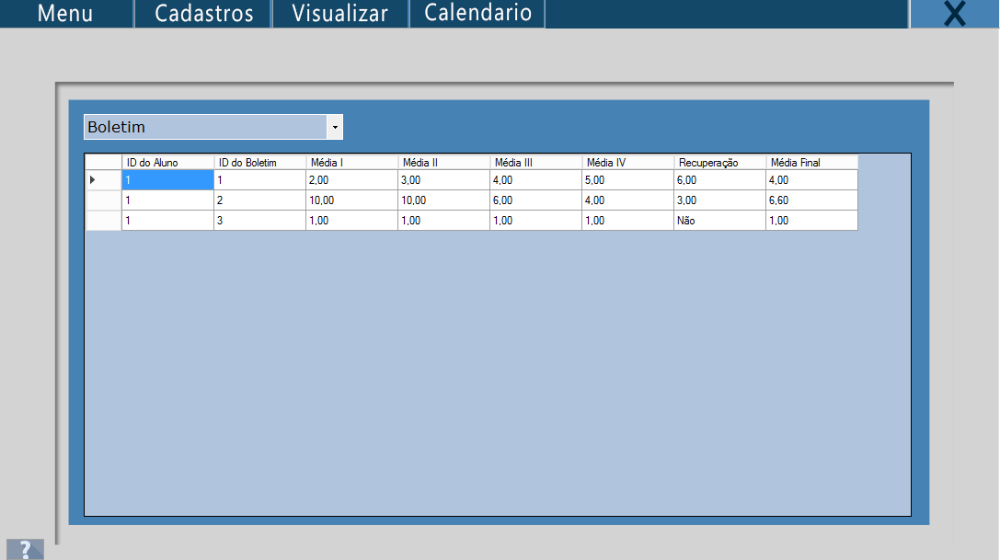 Menu Cadastros Visualizar Calendario X
Boletim
ID do Aluno ID do Boletim Média I Média II Média III Média IV Recuperação Média Final
1 1 2,00 3,00 4,00 5,00 6,00 4,00
1 2 10,00 10,00 6,00 4,00 3,00 6,60
1 3 1,00 1,00 1,00 1,00 Não 1,00
?